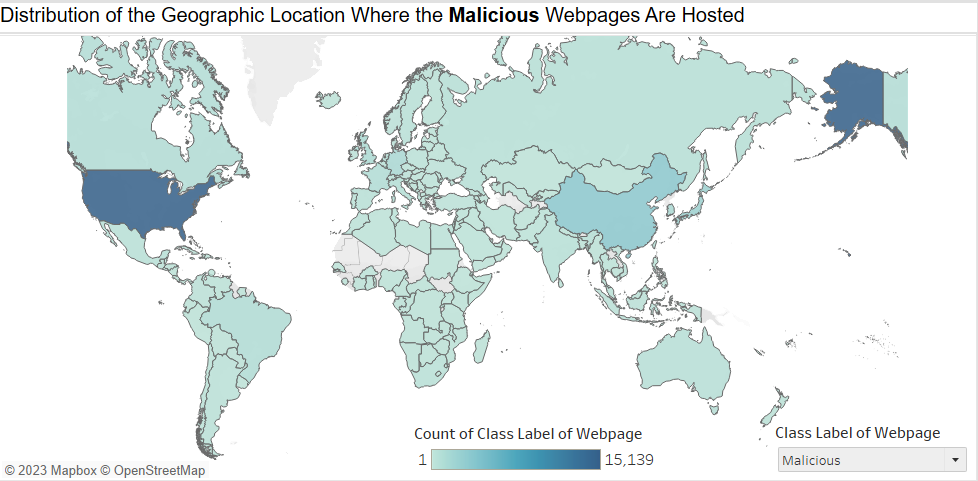 Distribution of the Geographic Location Where the Malicious Webpages Are Hosted
Count of Class Label of Webpage
1 15,139
Class Label of Webpage
Malicious
© 2023 Mapbox © OpenStreetMap